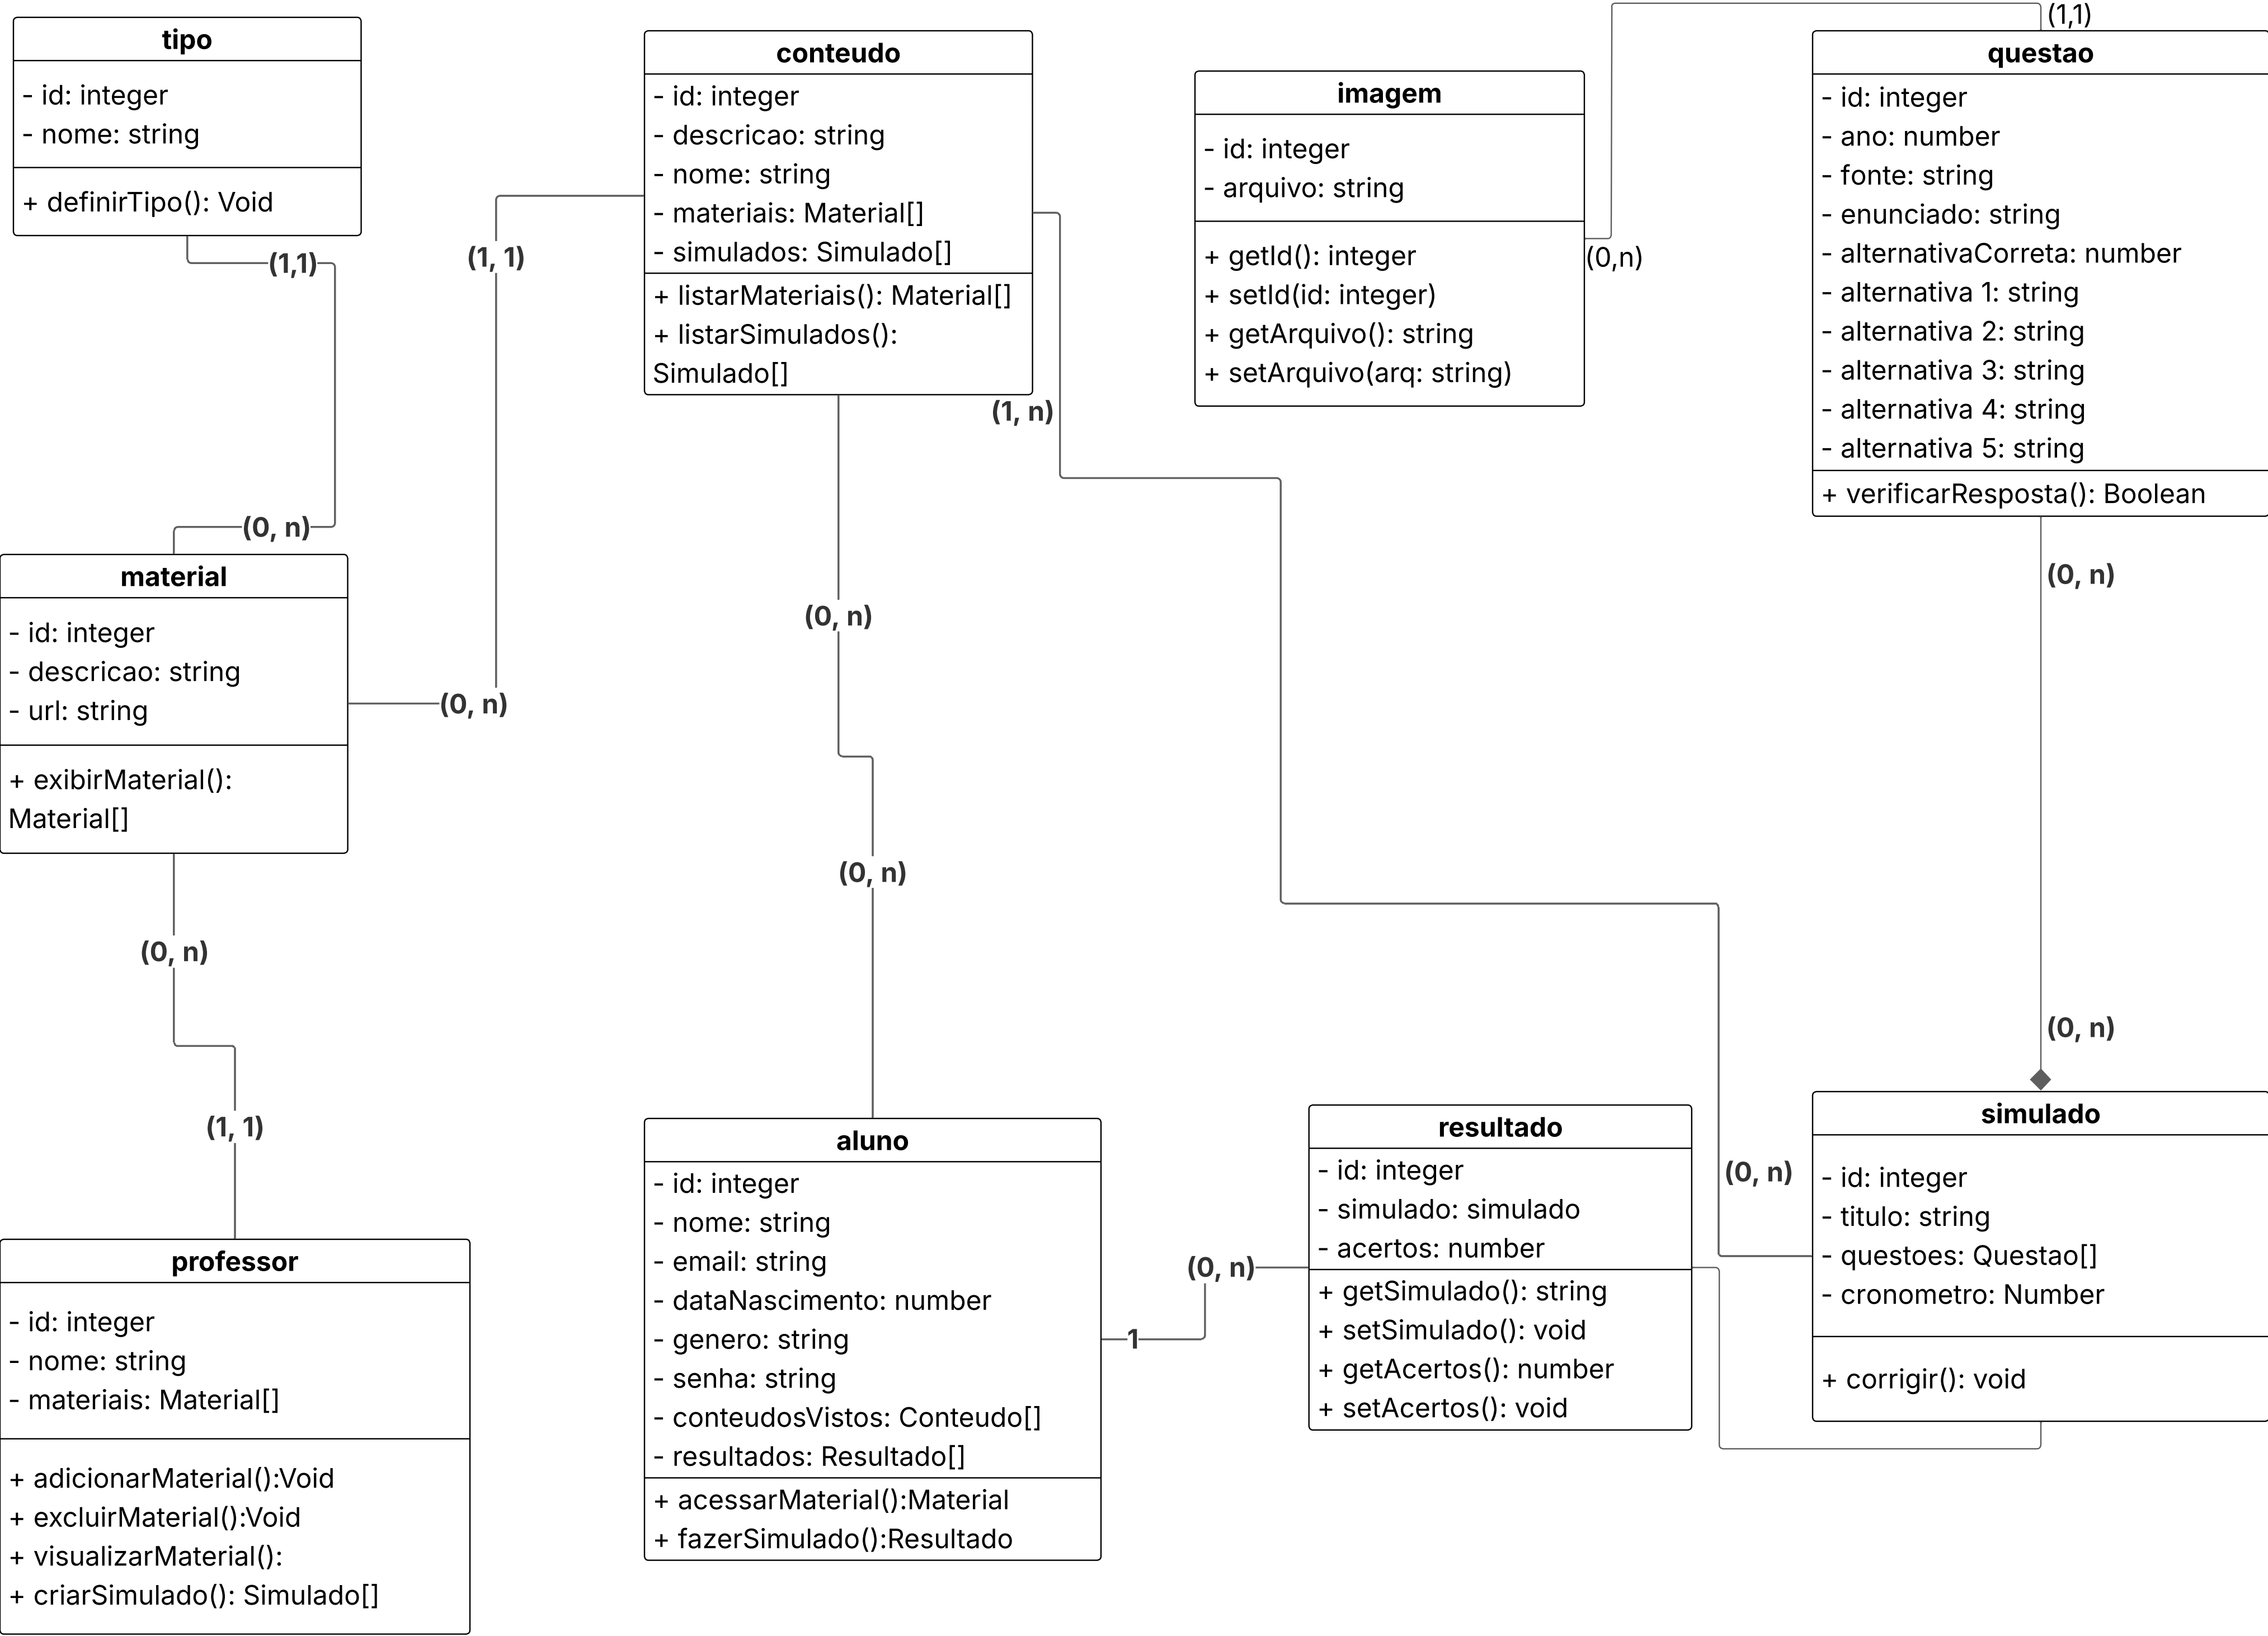 tipo
- id: integer
- nome: string
+ definirTipo(): Void
(1,1)
(0, n)
material
- id: integer
- descricao: string
- url: string
+ exibirMaterial():
Material[]
(0, n)
(1, 1)
professor
- id: integer
- nome: string
- materiais: Material[]
+ adicionarMaterial():Void
+ excluirMaterial():Void
+ visualizarMaterial():
+ criarSimulado(): Simulado[]
(1, 1)
(0, n)
conteudo
- id: integer
- descricao: string
- nome: string
- materiais: Material[]
- simulados: Simulado[]
+ listarMateriais(): Material[]
+ listarSimulados():
Simulado[]
(1, n)
(0, n)
(0, n)
aluno
- id: integer
- nome: string
- email: string
- dataNascimento: number
- genero: string
- senha: string
- conteudosVistos: Conteudo[]
- resultados: Resultado[]
+ acessarMaterial():Material
+ fazerSimulado():Resultado
1
(0, n)
imagem
- id: integer
- arquivo: string
+ getId(): integer
+ setId(id: integer)
+ getArquivo(): string
+ setArquivo(arq: string)
(0,n)
(1,1)
questao
- id: integer
- ano: number
- fonte: string
- enunciado: string
- alternativaCorreta: number
- alternativa 1: string
- alternativa 2: string
- alternativa 3: string
- alternativa 4: string
- alternativa 5: string
+ verificarResposta(): Boolean
(0, n)
(0, n)
resultado
- id: integer
- simulado: simulado
- acertos: number
+ getSimulado(): string
+ setSimulado(): void
+ getAcertos(): number
+ setAcertos(): void
(0, n)
simulado
- id: integer
- titulo: string
- questoes: Questao[]
- cronometro: Number
+ corrigir(): void